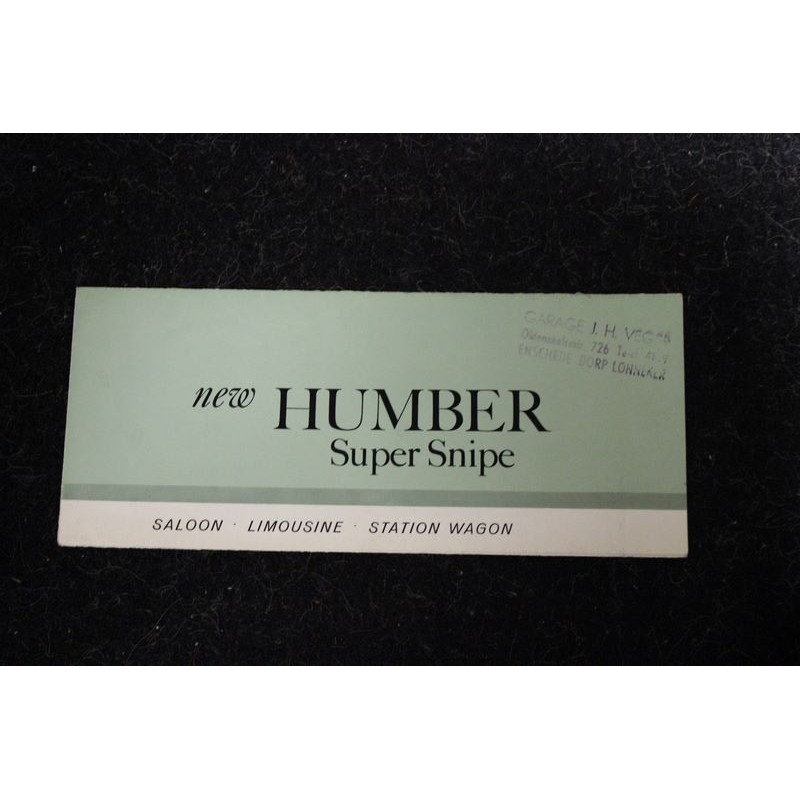 GARAGE J. H.
726
ENSCHEDE DORP LONNEKER
new HUMBER
Super Snipe
SALOON · LIMOUSINE · STATION WAGON